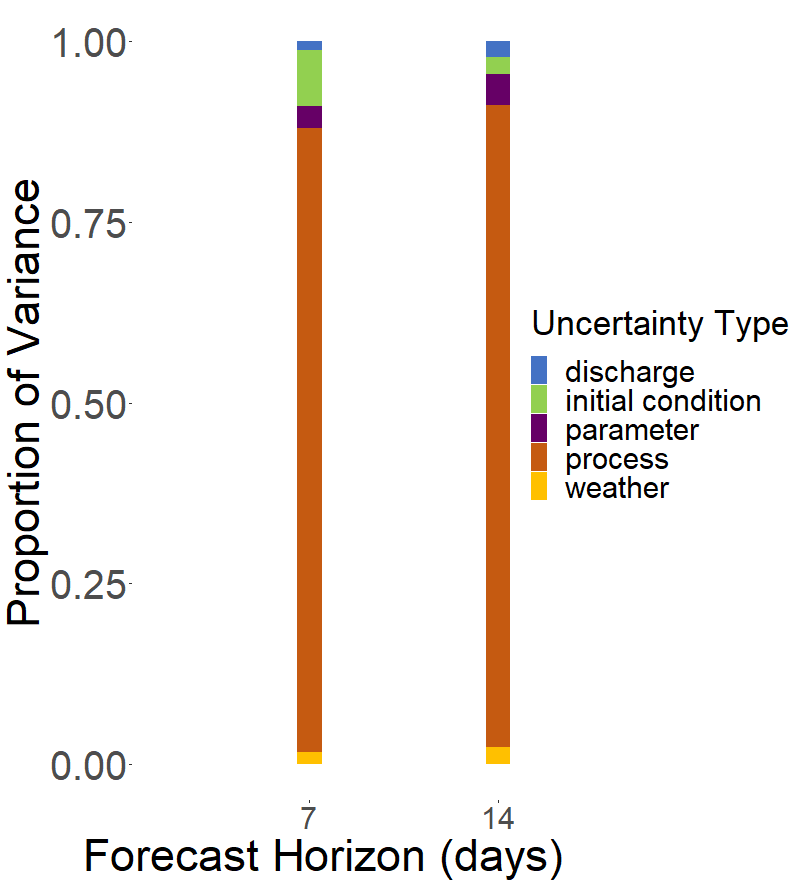 1.00
0.75
0.50
0.25
0.00
Proportion of Variance
7
14
Forecast Horizon (days)
Uncertainty Type
discharge
initial condition
parameter
process
weather